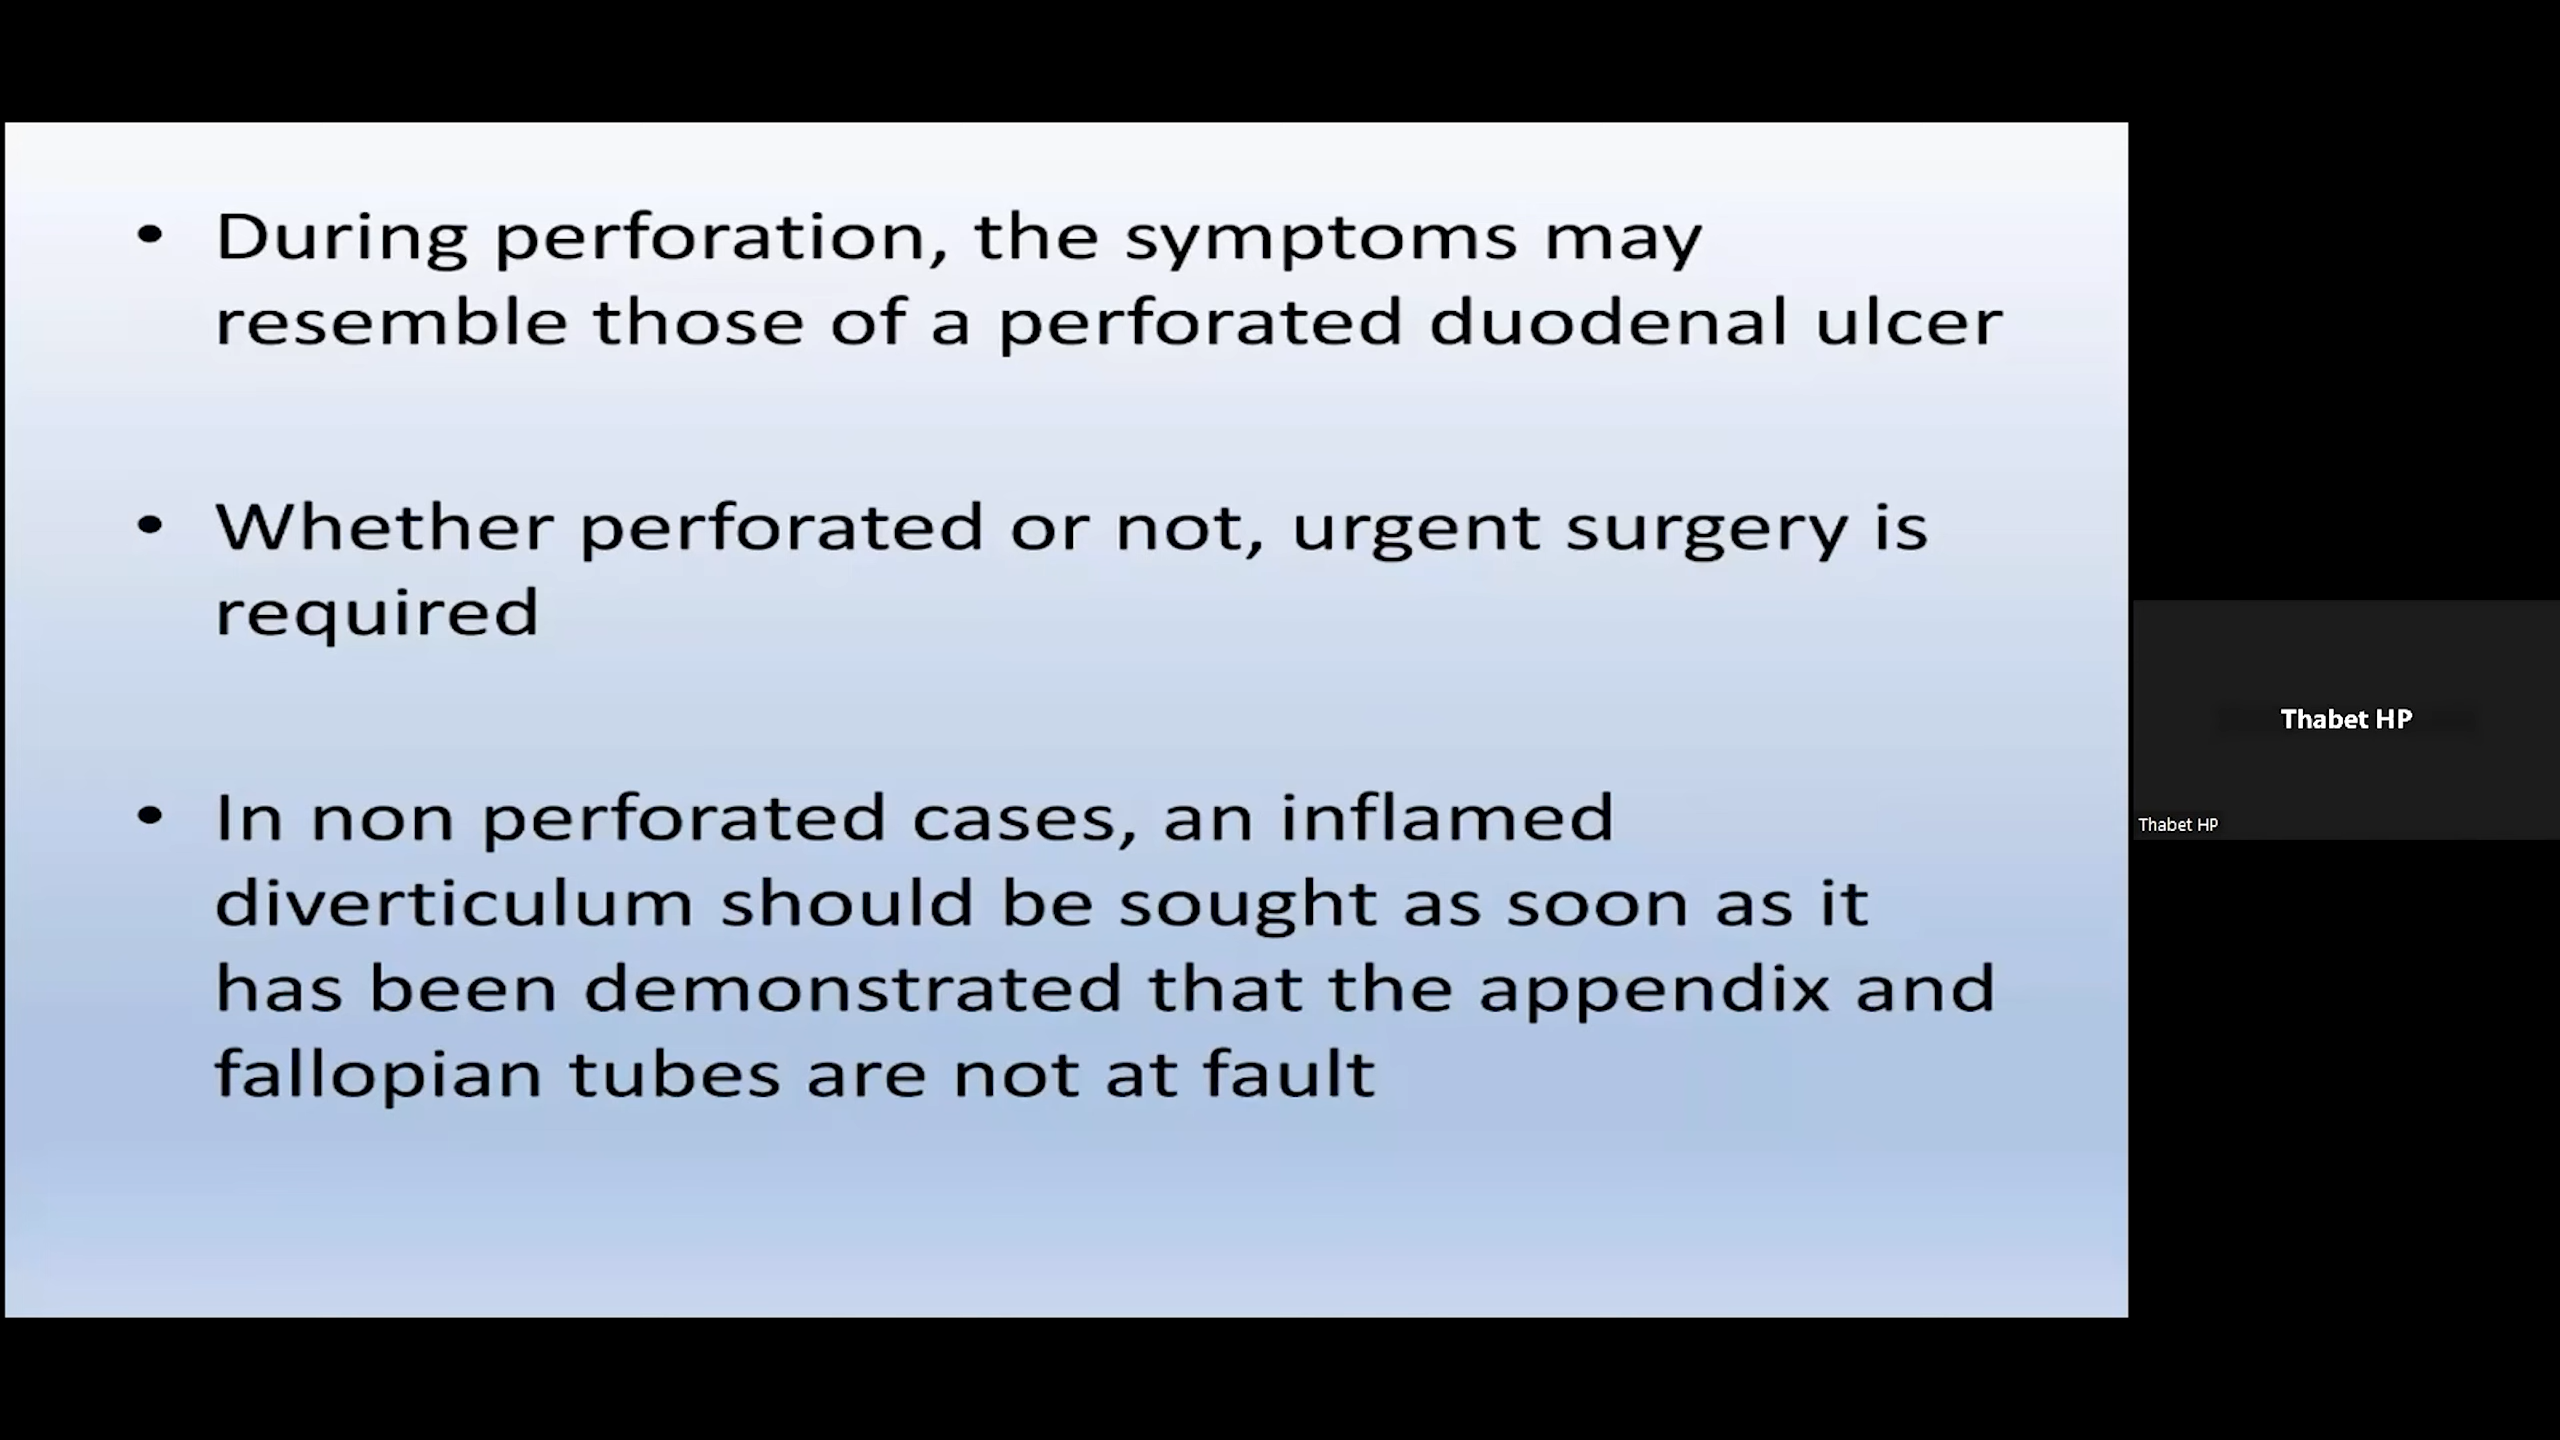 • During perforation, the symptoms may
resemble those of a perforated duodenal ulcer
• Whether perforated or not, urgent surgery is
required
• In non perforated cases, an inflamed
diverticulum should be sought as soon as it
has been demonstrated that the appendix and
fallopian tubes are not at fault
Thabet HP
Thabet HP